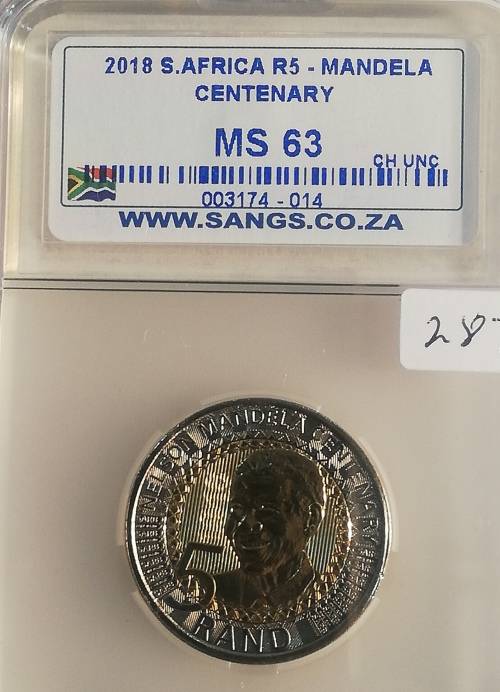 2018 S.AFRICA R5 - MANDELA
CENTENARY
MS 63
CH UNC
003174 - 014
WWW.SANGS.CO.ZA
28
NELSON MANDELA CENTENARY
5
RAND